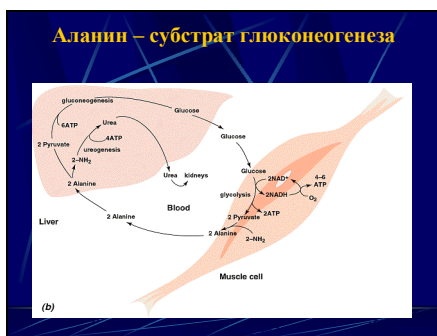 Аланин – субстрат глюконеогенеза
gluconeogenesis
Glucose
6ATP
Urea
4ATP
2 Pyruvate
ureogenesis
2–NH2
2 Alanine
Urea
kidneys
Glucose
Blood
Liver
2 Alanine
Glucose
2NAD+
4–6
ATP
glycolysis
2NADH
O2
2ATP
2 Pyruvate
2 Alanine
2–NH2
Muscle cell
(b)